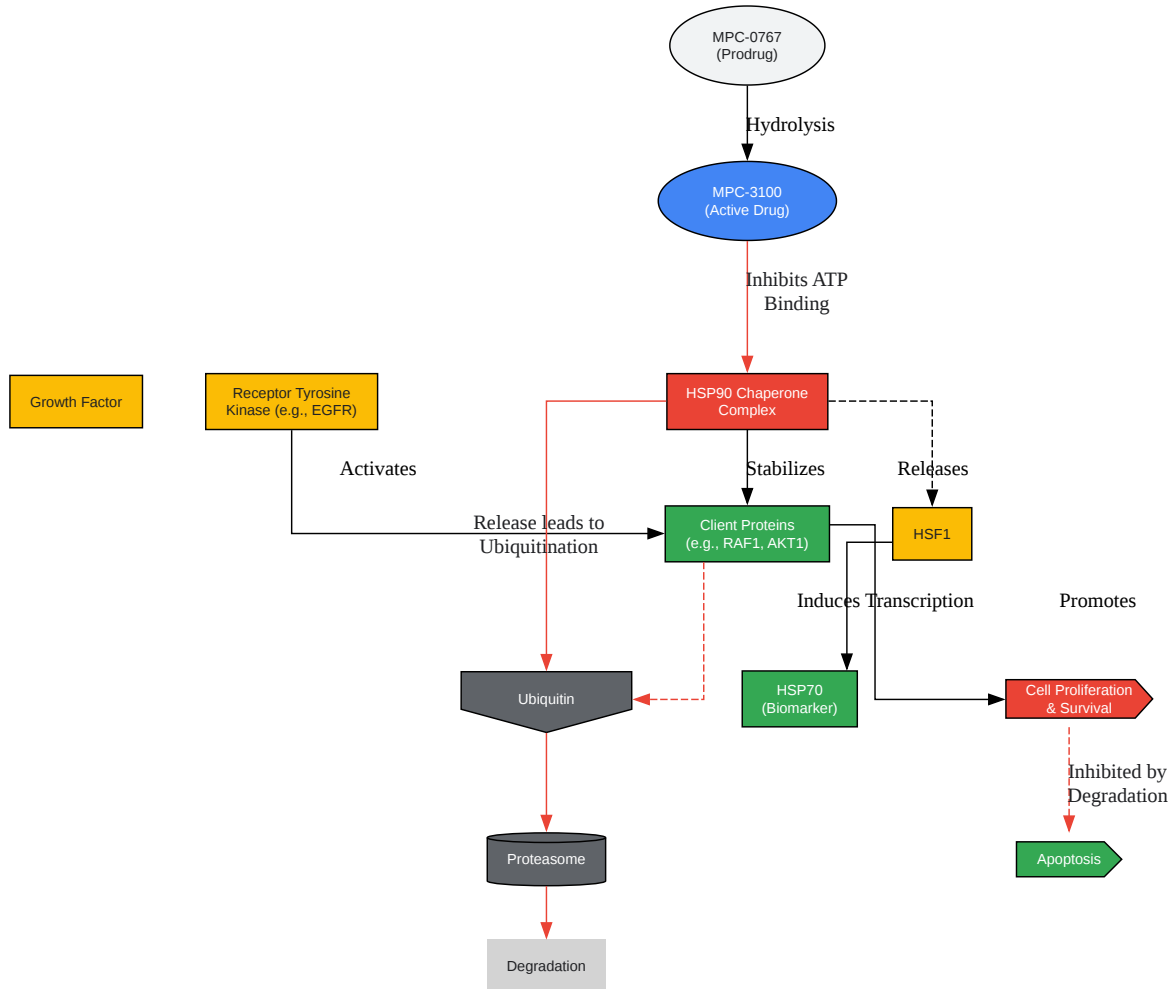 MPC-0767
(Prodrug)
Hydrolysis
MPC-3100
(Active Drug)
Inhibits ATP
Binding
Growth Factor
Receptor Tyrosine
Kinase (e.g., EGFR)
HSP90 Chaperone
Complex
Activates
Stabilizes
Releases
Release leads to
Ubiquitination
Client Proteins
(e.g., RAF1, AKT1)
HSF1
Induces Transcription
Promotes
Ubiquitin
HSP70
(Biomarker)
Cell Proliferation
& Survival
Inhibited by
Degradation
Proteasome
Apoptosis
Degradation